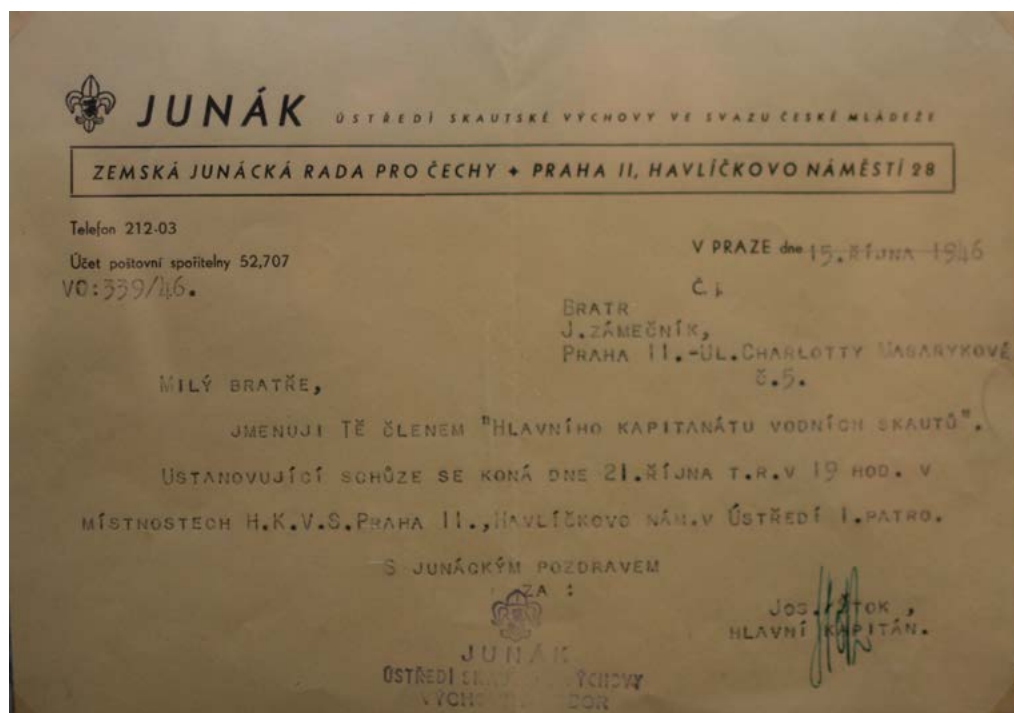 JUNÁK ÚSTŘEDÍ SKAUTSKÉ VÝCHOVY VE SVAZU ČESKÉ MLÁDEŽE
ZEMSKÁ JUNÁCKÁ RADA PRO ČECHY + PRAHA II, HAVLÍČKOVO NÁMĚSTÍ 28
Telefon 212-03
Účet poštovní spořitelny 52,707
VO:339/46.
V PRAZE dne 15.ŘÍJNA 1946
BRATR
J.ZÁMEČNÍK,
PRAHA II.-UL.CHARLOTTY MASARYKOVÉ
Č.5.
MILÝ BRATŘE,
JMENUJI TĚ ČLENEM "HLAVNÍHO KAPITANÁTU VODNÍCH SKAUTŮ".
USTANOVUJÍCÍ SCHŮZE SE KONÁ DNE 21.ŘÍJNA T.R.V 19 HOD. V
MÍSTNOSTECH H.K.V.S.PRAHA II.,HAVLÍČKOVO NÁM.V ÚSTŘEDÍ I.PATRO.
S JUNÁCKÝM POZDRAVEM
ZA :
JOS.
HLAVNÍ KAPITÁN.
JUNÁK
ÚSTŘEDÍ VÝCHOVY